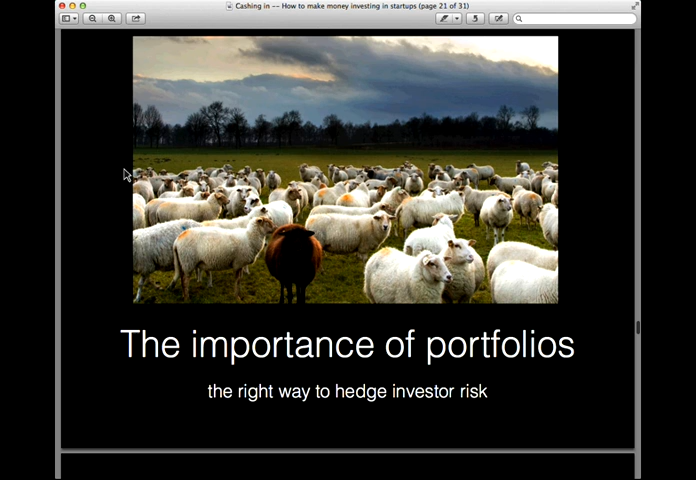 Cashing in -- How to make money investing in startups (page 21 of 31)
The importance of portfolios
the right way to hedge investor risk